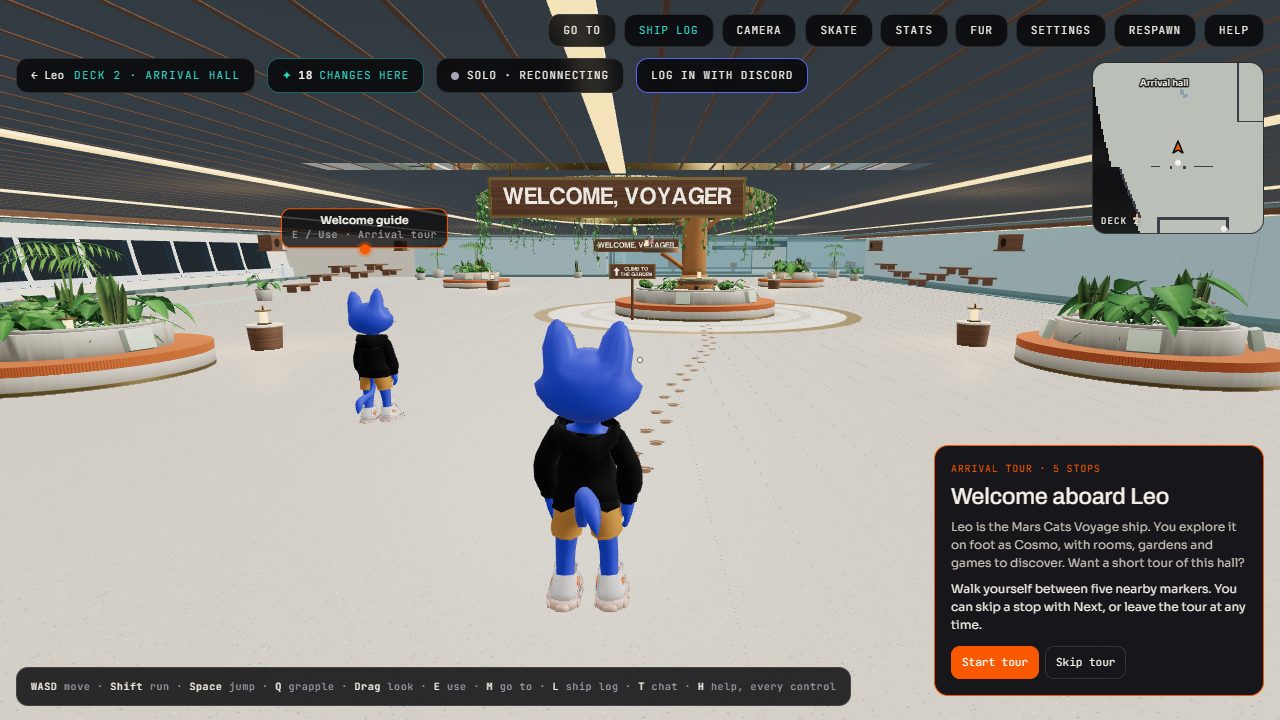 GO TO
SHIP LOG
CAMERA
SKATE
STATS
FUR
SETTINGS
RESPAWN
HELP
← Leo DECK 2 · ARRIVAL HALL
✦ 18 CHANGES HERE
SOLO · RECONNECTING
LOG IN WITH DISCORD
Arrival hall
DECK 2
WELCOME, VOYAGER
Welcome guide
E / Use · Arrival tour
WELCOME, VOYAGER
CLIMB TO
THE GARDEN
ARRIVAL TOUR · 5 STOPS
Welcome aboard Leo
Leo is the Mars Cats Voyage ship. You explore it
on foot as Cosmo, with rooms, gardens and
games to discover. Want a short tour of this hall?
Walk yourself between five nearby markers. You
can skip a stop with Next, or leave the tour at any
time.
Start tour
Skip tour
WASD move · Shift run · Space jump · Q grapple · Drag look · E use · M go to · L ship log · T chat · H help, every control